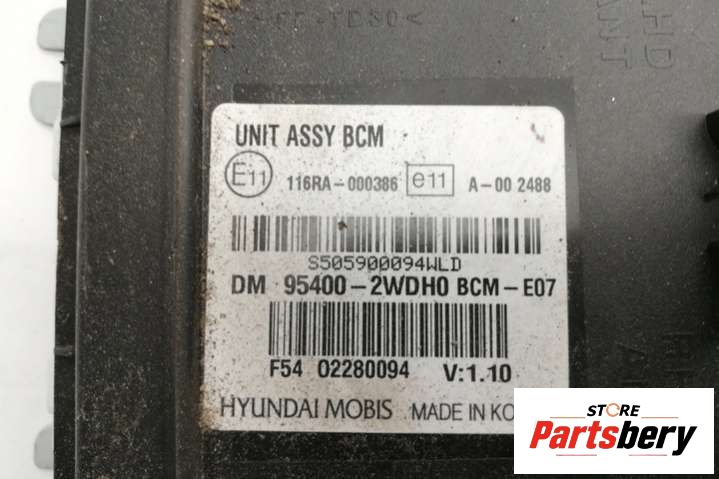 UNIT ASSY BCM
E11 116RA-000386 e11 A-00 2488
S505900094WLD
DM 95400-2WDH0 BCM-E07
F54 02280094 V:1.10
HYUNDAI MOBIS MADE IN KO
STORE
Partsbery